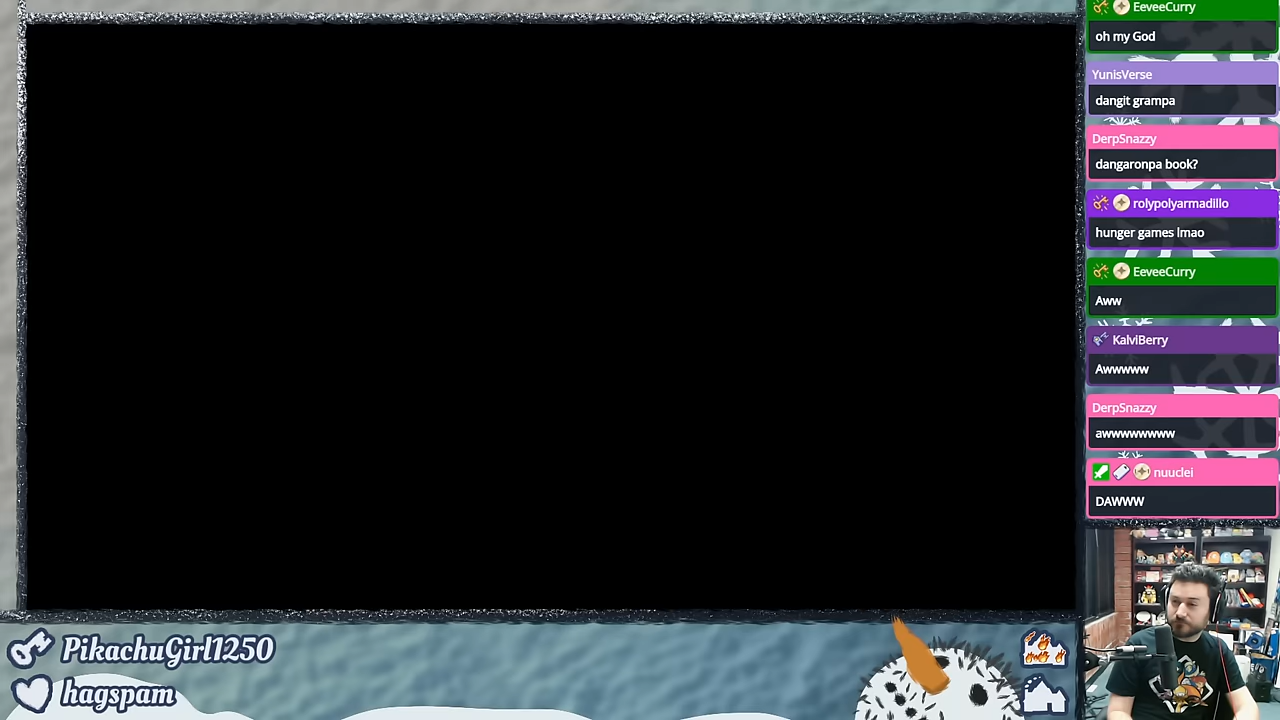 EeveeCurry
oh my God
YunisVerse
dangit grampa
DerpSnazzy
dangaronpa book?
rolypolyarmadillo
hunger games lmao
EeveeCurry
Aww
KalviBerry
Awwwww
DerpSnazzy
awwwwwwww
nuuclei
DAWWW
PikachuGirl1250
hagspam